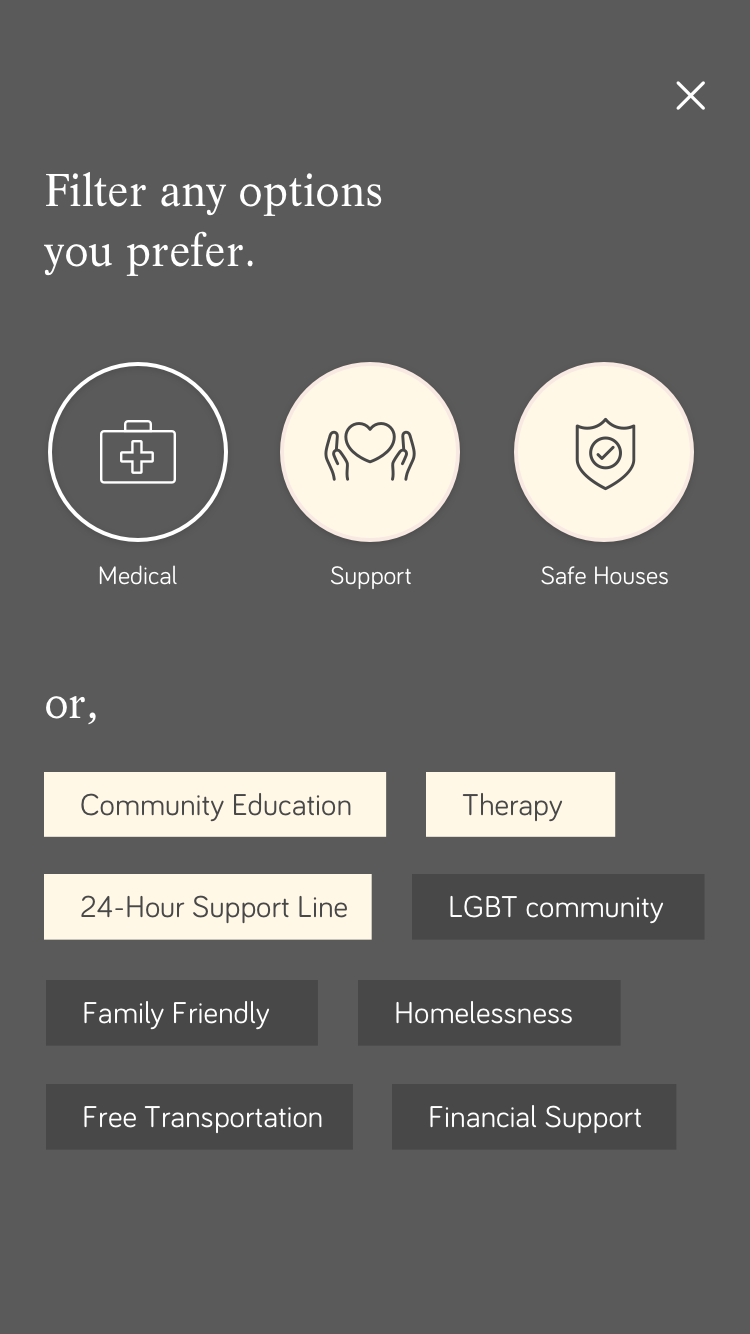 Filter any options
you prefer.
Medical
Support
Safe Houses
or,
Community Education
Therapy
24-Hour Support Line
LGBT community
Family Friendly
Homelessness
Free Transportation
Financial Support